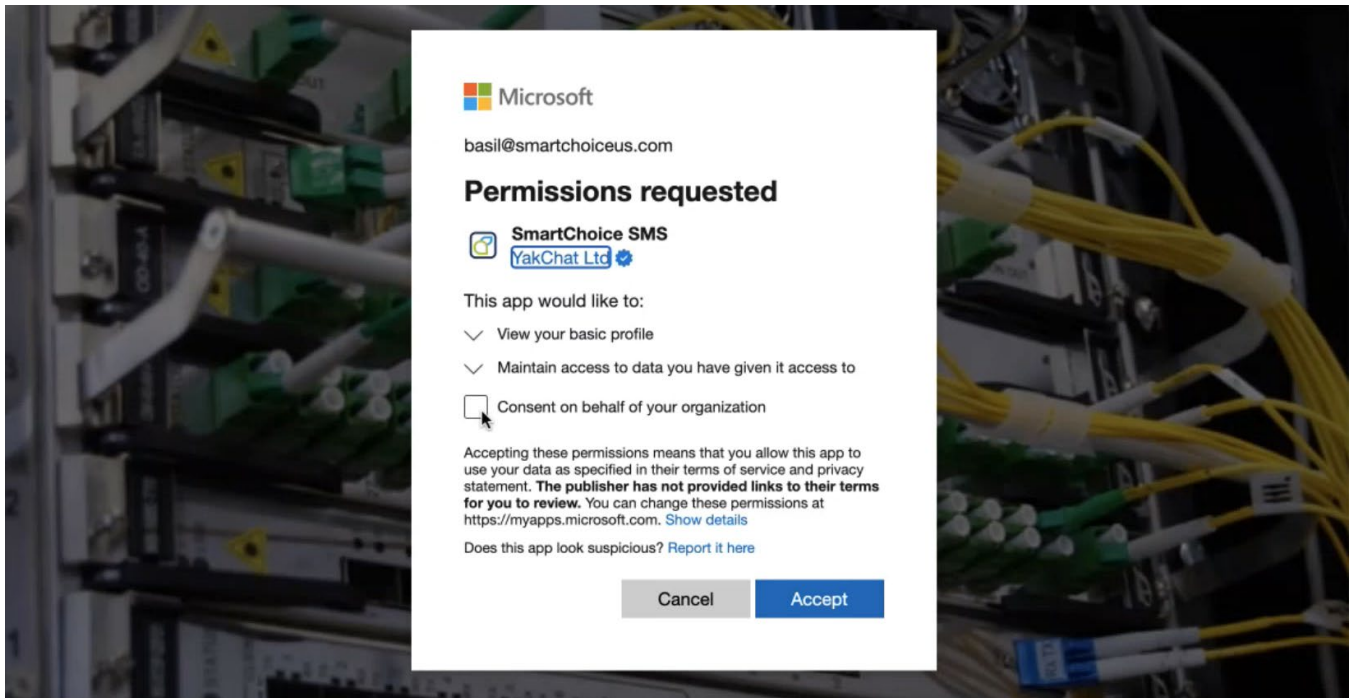 Microsoft
basil@smartchoiceus.com
Permissions requested
SmartChoice SMS
YakChat Ltd
This app would like to:
View your basic profile
Maintain access to data you have given it access to
Consent on behalf of your organization
Accepting these permissions means that you allow this app to
use your data as specified in their terms of service and privacy
statement. The publisher has not provided links to their terms
for you to review. You can change these permissions at
https://myapps.microsoft.com. Show details
Does this app look suspicious? Report it here
Cancel Accept